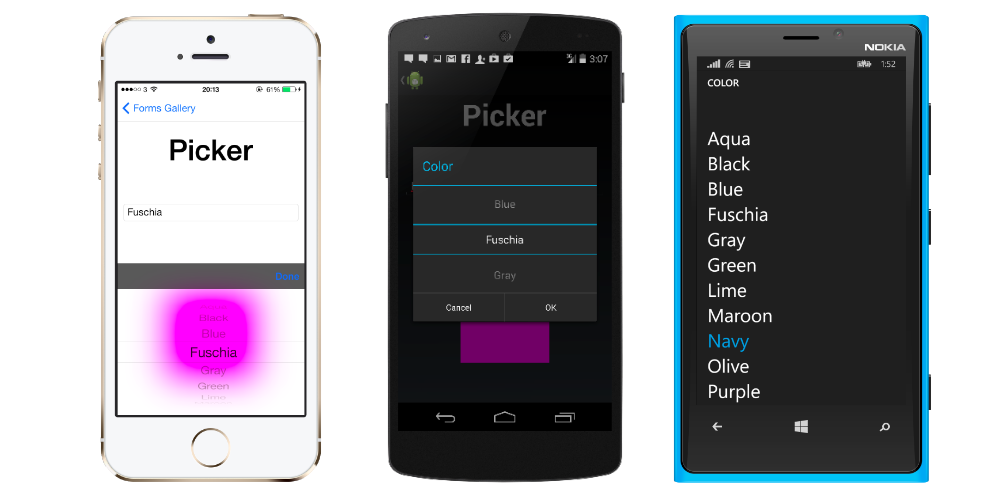 20:13
61%
Forms Gallery
Picker
Fuschia
Done
Black
Blue
Fuschia
Gray
Green
Lime
3:07
Picker
Color
Blue
Fuschia
Gray
Cancel
OK
NOKIA
1:52
COLOR
Aqua
Black
Blue
Fuschia
Gray
Green
Lime
Maroon
Navy
Olive
Purple